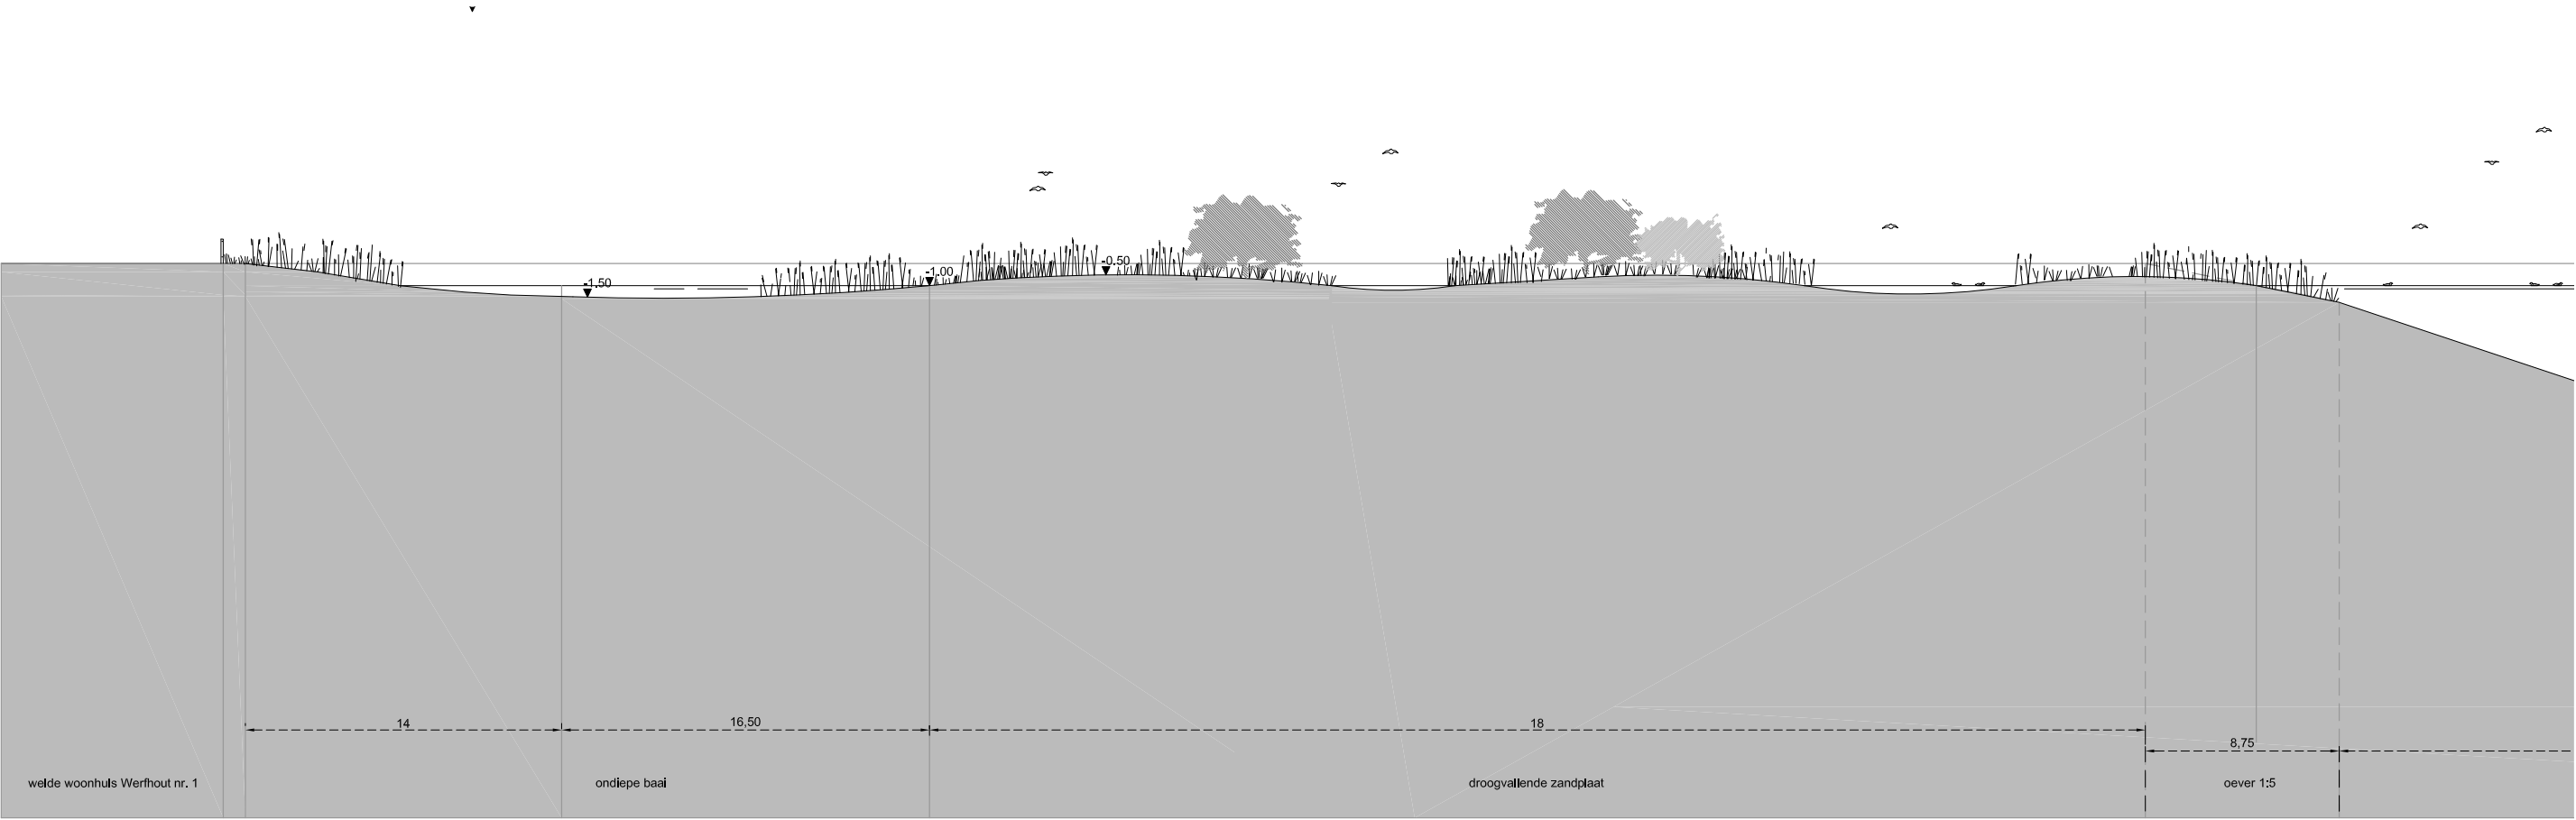 -0.50
-1.00
-1,50
14
16,50
18
8,75
weide woonhuis Werfhout nr. 1
ondiepe baai
droogvallende zandplaat
oever 1:5